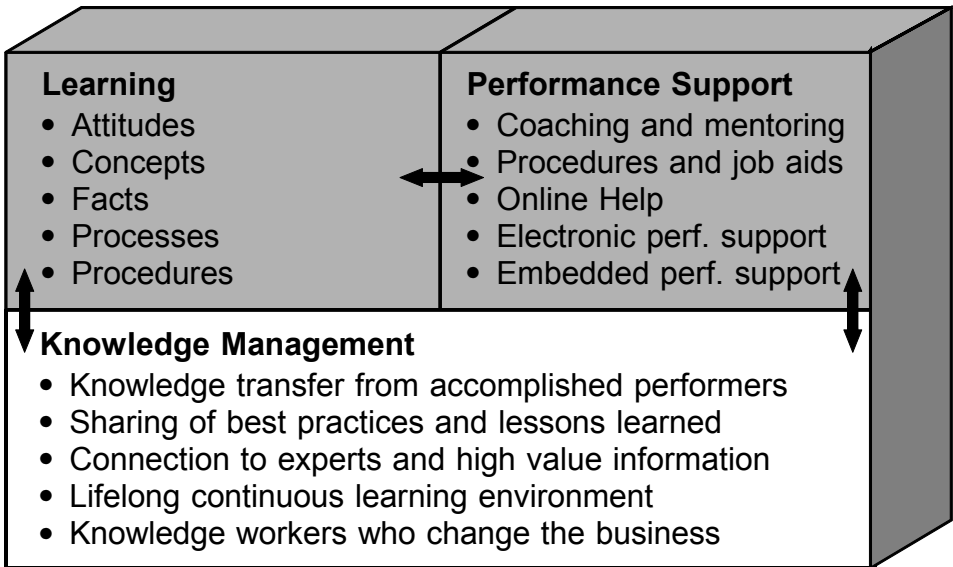 Learning
• Attitudes
• Concepts
• Facts
• Processes
• Procedures
Performance Support
• Coaching and mentoring
• Procedures and job aids
• Online Help
• Electronic perf. support
• Embedded perf. support
Knowledge Management
• Knowledge transfer from accomplished performers
• Sharing of best practices and lessons learned
• Connection to experts and high value information
• Lifelong continuous learning environment
• Knowledge workers who change the business